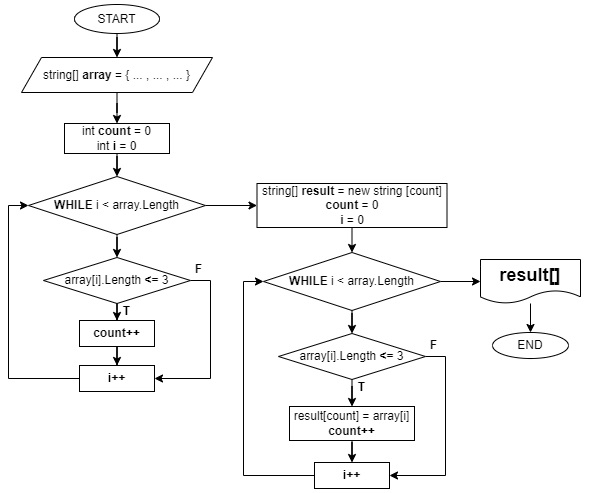 START
string[] array = { ... , ... , ... }
int count = 0
int i = 0
WHILE i < array.Length
array[i].Length <= 3
F
T
count++
i++
string[] result = new string [count]
count = 0
i = 0
WHILE i < array.Length
array[i].Length <= 3
F
T
result[count] = array[i]
count++
i++
result[]
END